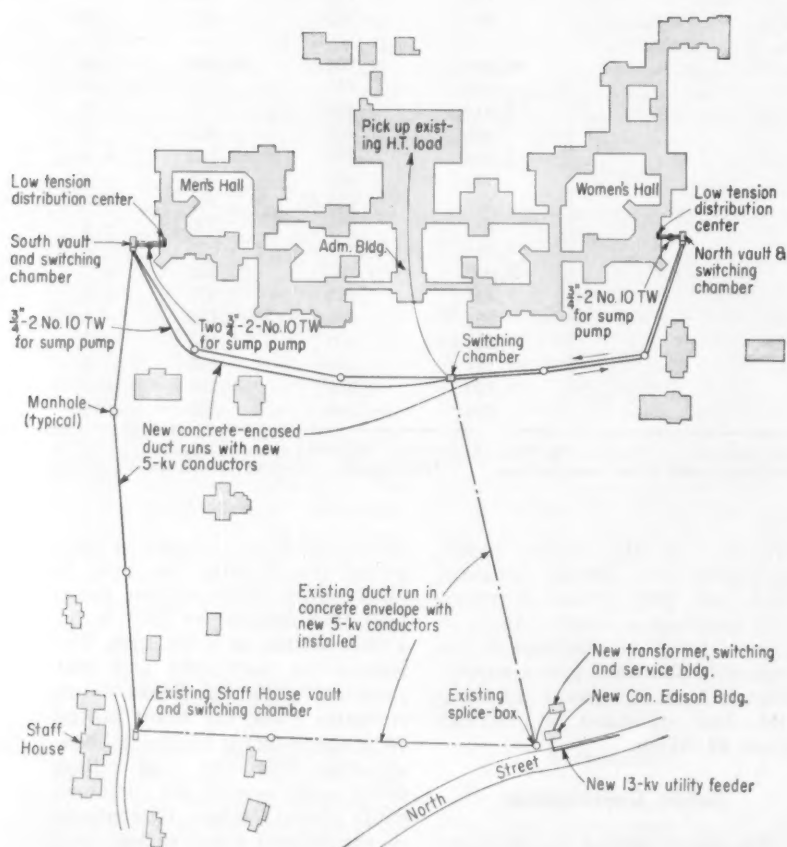 Pick up exist-
ing H.T. load
Men's Hall
Women's Hall
Low tension
distribution center
Low tension
distribution
center
South vault
and switching
chamber
Adm. Bldg.
North vault &
switching
chamber
3/4"-2 No. 10 TW
for sump pump
Two 3/4"-2-No. 10 TW
for sump pump
3/4"-2 No. 10 TW
for sump
pump
Switching
chamber
Manhole
(typical)
New concrete-encased
duct runs with new
5-kv conductors
Existing duct run in
concrete envelope with
new 5-kv conductors
installed
New transformer, switching
and service bldg.
Existing
splice-box
New Con. Edison Bldg.
Existing Staff House vault
and switching chamber
Staff
House
New 13-kv utility feeder
North Street